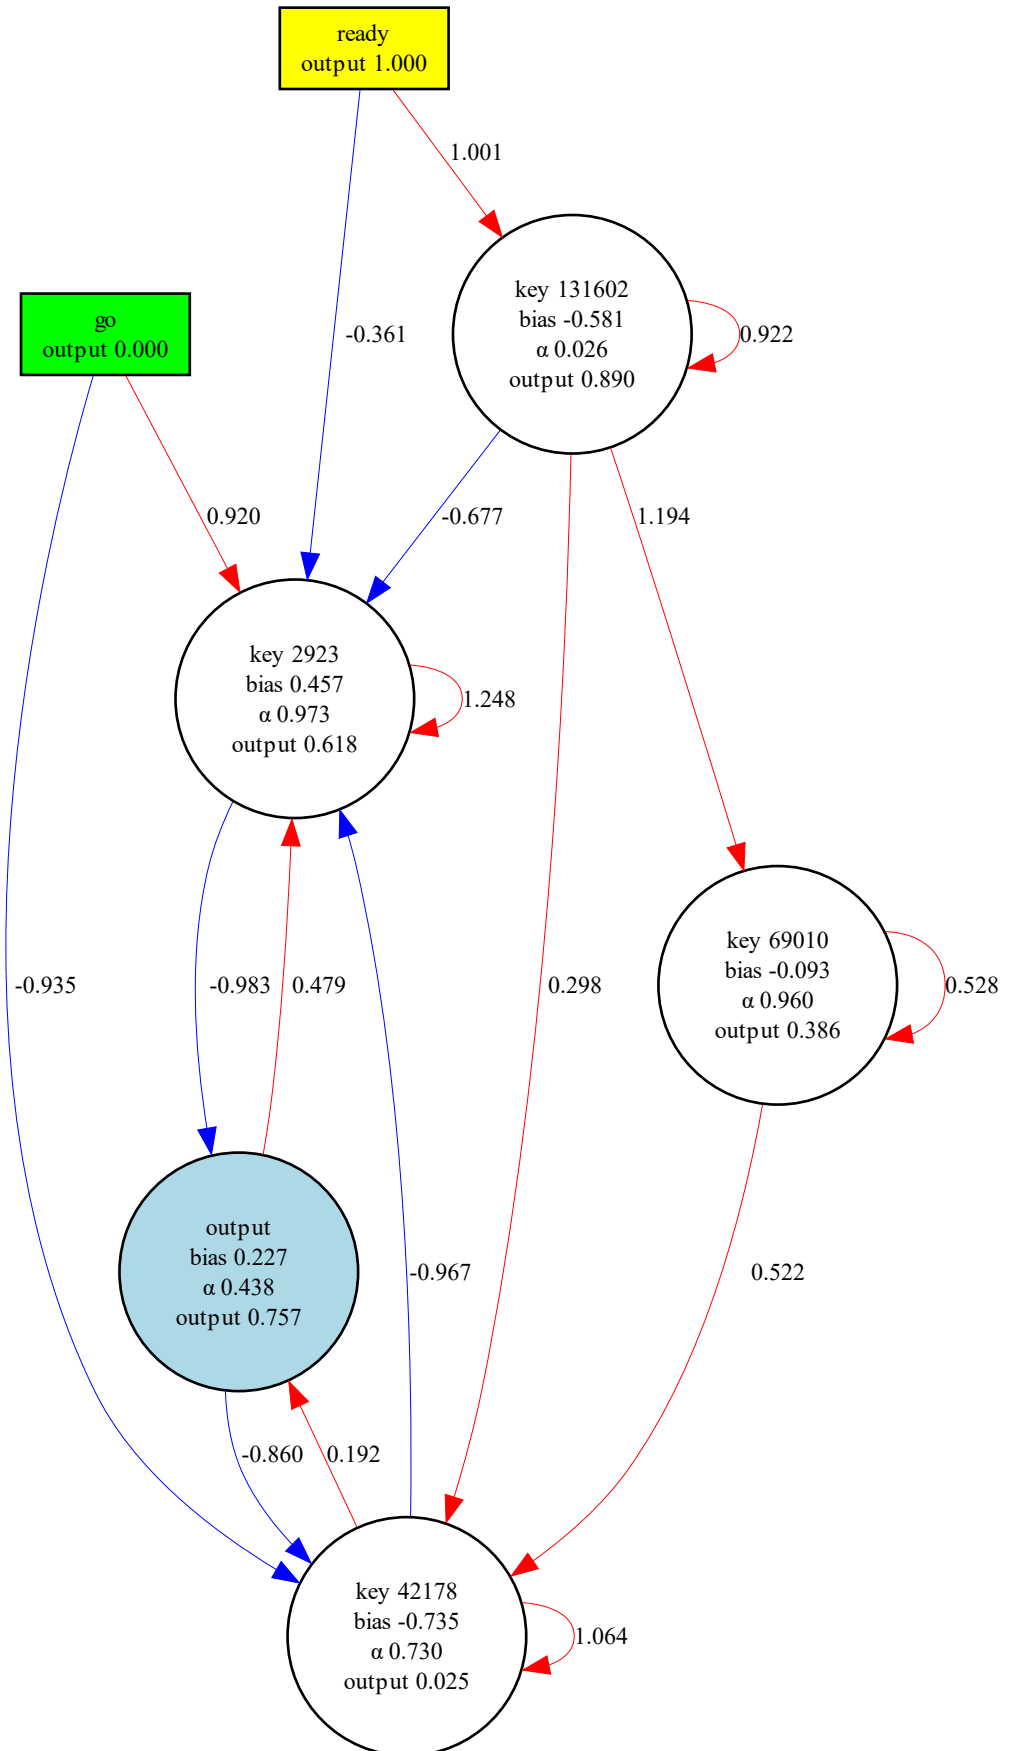 ready
output 1.000
1.001
key 131602
bias -0.581
α 0.026
output 0.890
0.922
go
output 0.000
-0.361
0.920
-0.677
1.194
key 2923
bias 0.457
α 0.973
output 0.618
1.248
key 69010
bias -0.093
α 0.960
output 0.386
0.528
-0.935
-0.983
0.479
0.298
output
bias 0.227
α 0.438
output 0.757
-0.967
0.522
-0.860
0.192
key 42178
bias -0.735
α 0.730
output 0.025
1.064